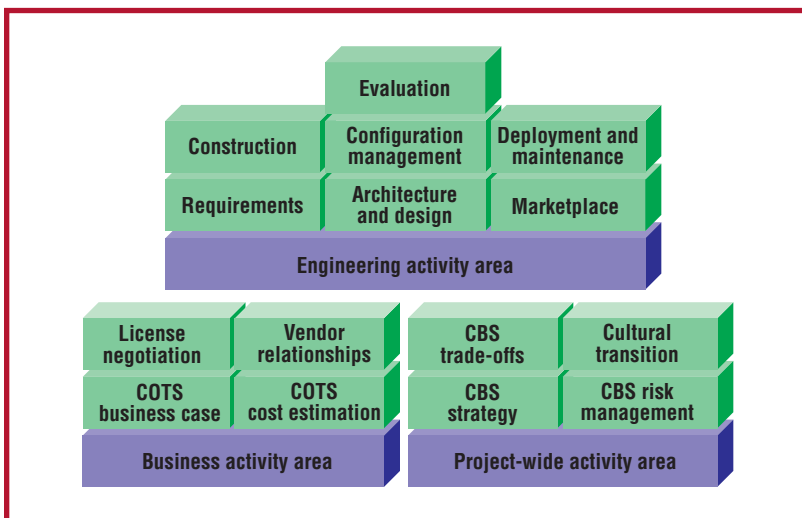 Evaluation
Construction
Configuration
management
Deployment and
maintenance
Requirements
Architecture
and design
Marketplace
Engineering activity area
License
negotiation
Vendor
relationships
COTS
business case
COTS
cost estimation
Business activity area
CBS
trade-offs
Cultural
transition
CBS
strategy
CBS risk
management
Project-wide activity area